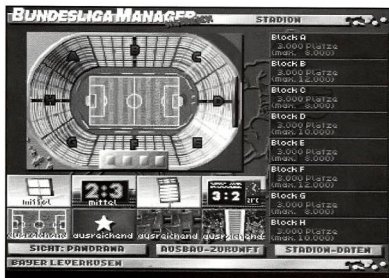 BUNDESLIGA MANAGER
STADION
A
B
C
D
E
F
G
H
Block A
3.000 Plätze
(max. 8.000)
Block B
3.000 Plätze
(max. 12.000)
Block C
3.000 Plätze
(max. 8.000)
Block D
3.000 Plätze
(max. 10.000)
Block E
3.000 Plätze
(max. 8.000)
Block F
3.000 Plätze
(max. 12.000)
Block G
3.000 Plätze
(max. 8.000)
Block H
3.000 Plätze
(max. 10.000)
mittel
2:3
mittel
3:2
ausreichend
ausreichend
ausreichend
ausreichend
SICHT: PANORAMA
AUSBAU-ZUKUNFT
STADION-DATEN
BAYER LEVERKUSEN